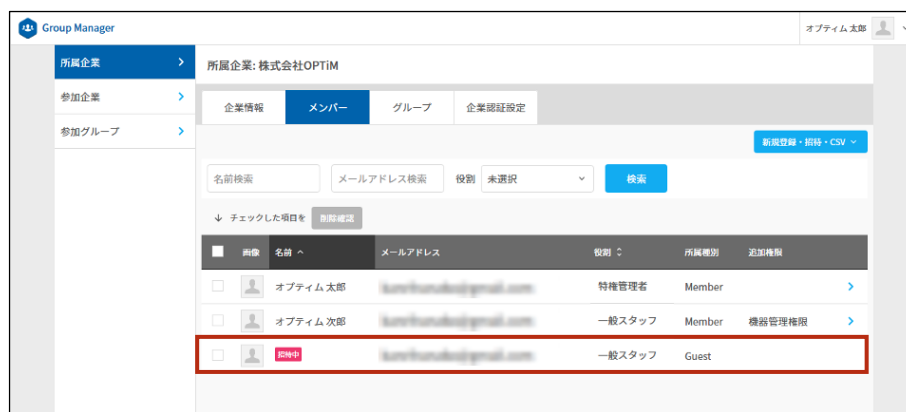 Group Manager
オプティム 太郎
所属企業
参加企業
参加グループ
所属企業: 株式会社OPTiM
企業情報 メンバー グループ 企業認証設定
新規登録・招待・CSV
名前検索 メールアドレス検索 役割 未選択 検索
チェックした項目を 削除確認
画像 名前 メールアドレス 役割 所属種別 追加権限
オプティム 太郎 特権管理者 Member
オプティム 次郎 一般スタッフ Member 機器管理権限
招待中 一般スタッフ Guest